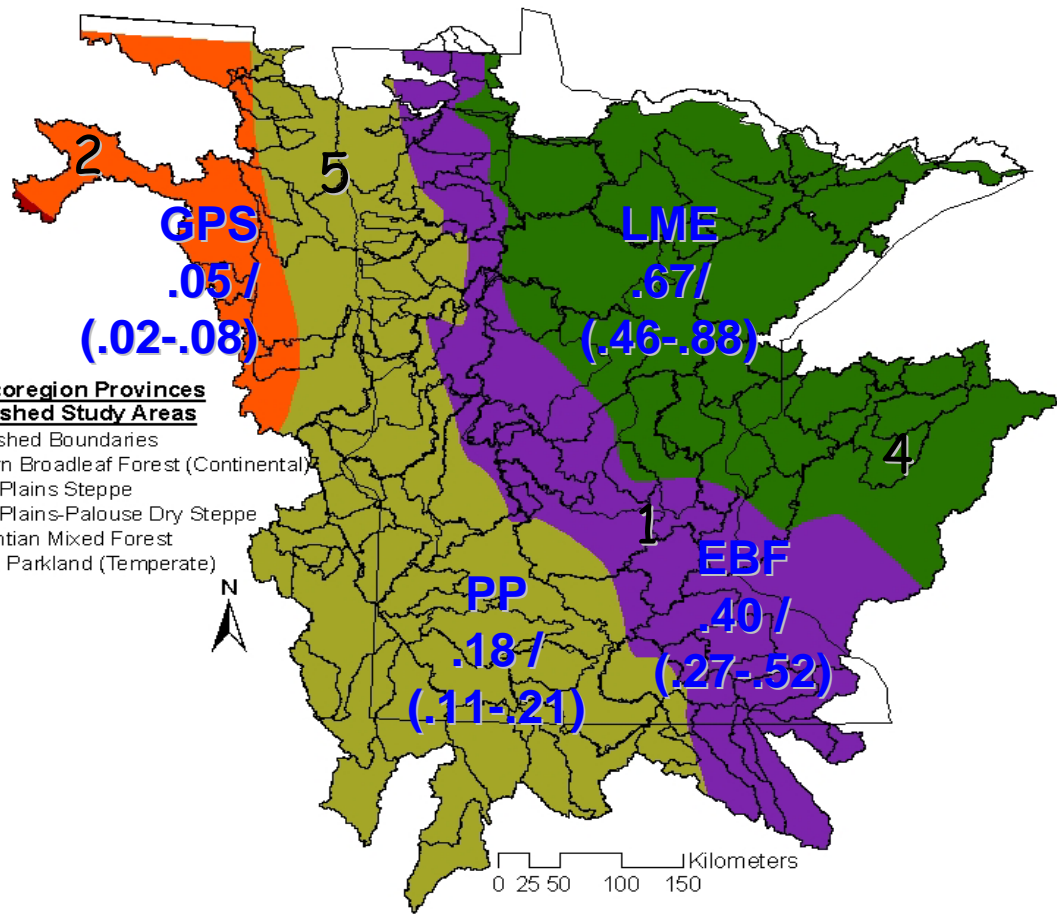 2
5
GPS
.05 /
(.02-.08)
LME
.67/
(.46-.88)
coregion Provinces
shed Study Areas
shed Boundaries
rn Broadleaf Forest (Continental)
Plains Steppe
Plains-Palouse Dry Steppe
ntian Mixed Forest
Parkland (Temperate)
4
1
N
PP
.18 /
(.11-.21)
EBF
.40 /
(.27-.52)
Kilometers
0 25 50 100 150